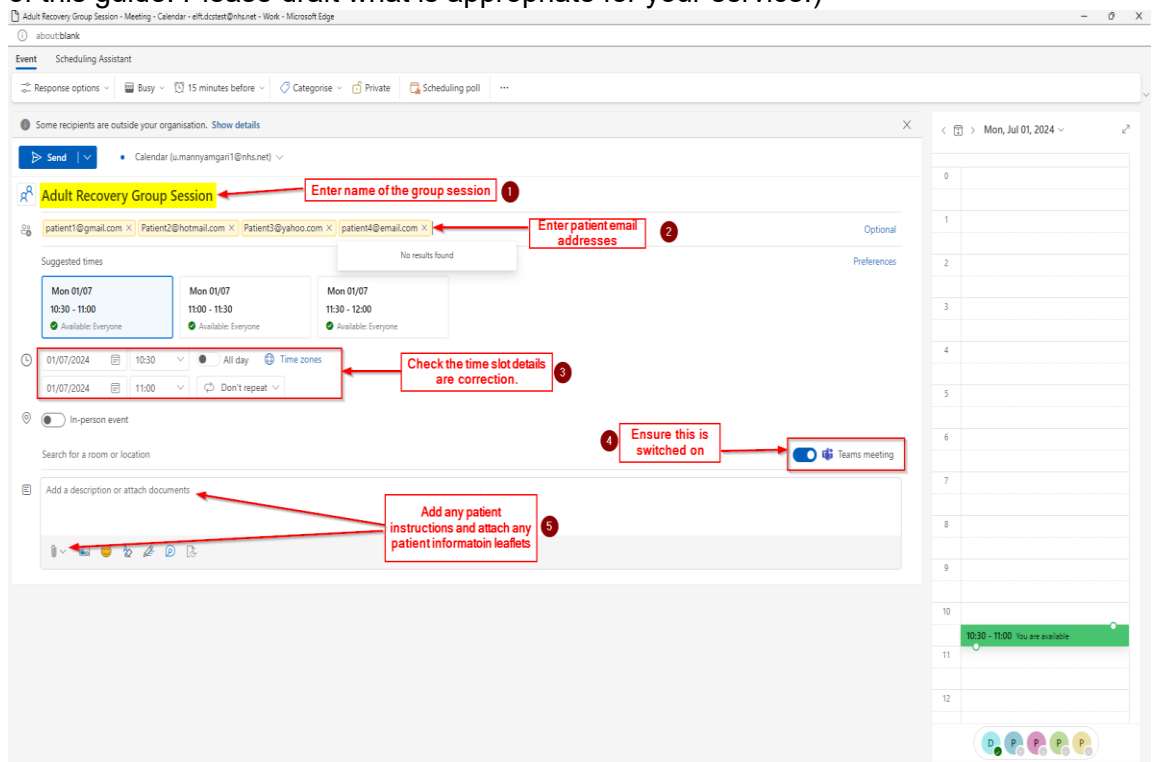 of this guide. Please draft what is appropriate for your service.)
Adult Recovery Group Session - Meeting - Calendar - elft.dcstest@nhs.net - Work - Microsoft Edge
about:blank
Event Scheduling Assistant
Response options Busy 15 minutes before Categorise Private Scheduling poll ...
Some recipients are outside your organisation. Show details X
Mon, Jul 01, 2024
Send Calendar (u.mannyamgari1@nhs.net)
Adult Recovery Group Session Enter name of the group session 1
patient1@gmail.com × Patient2@hotmail.com × Patient3@yahoo.com × patient4@email.com × Enter patient email addresses 2 Optional
No results found
Suggested times Preferences
Mon 01/07 Mon 01/07 Mon 01/07
10:30 - 11:00 11:00 - 11:30 11:30 - 12:00
Available: Everyone Available: Everyone Available: Everyone
01/07/2024 10:30 All day Time zones
Check the time slot details
are correction. 3
01/07/2024 11:00 Don't repeat
In-person event
Ensure this is
switched on 4
Search for a room or location Teams meeting
Add a description or attach documents
Add any patient
instructions and attach any
patient informatoin leaflets 5
0
1
2
3
4
5
6
7
8
9
10
10:30 - 11:00 You are available
11
12
D P P P P